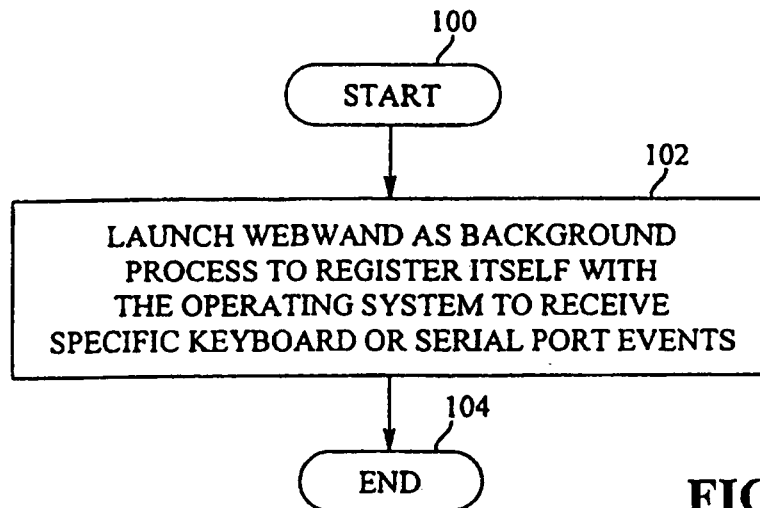 100
START
102
LAUNCH WEBWAND AS BACKGROUND
PROCESS TO REGISTER ITSELF WITH
THE OPERATING SYSTEM TO RECEIVE
SPECIFIC KEYBOARD OR SERIAL PORT EVENTS
104
END